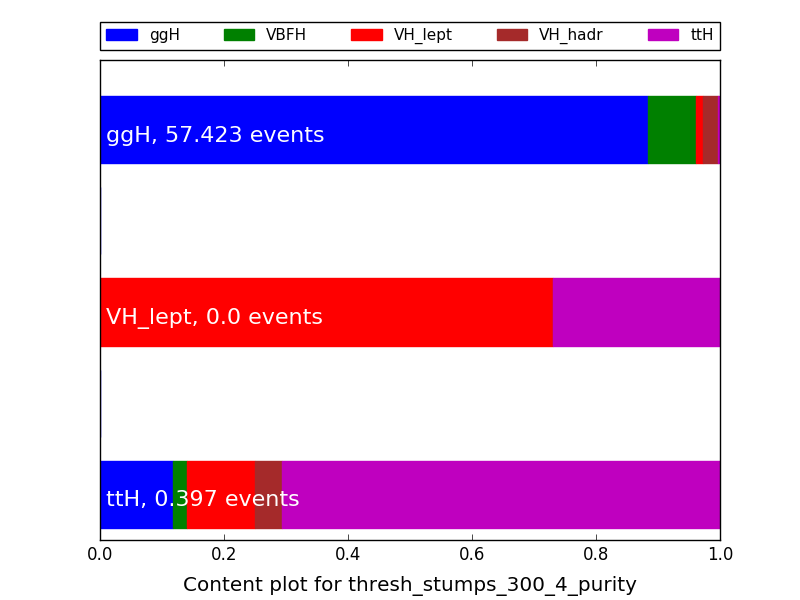 ggH VBFH VH_lept VH_hadr ttH
ggH, 57.423 events
VH_lept, 0.0 events
ttH, 0.397 events
0.0 0.2 0.4 0.6 0.8 1.0
Content plot for thresh_stumps_300_4_purity